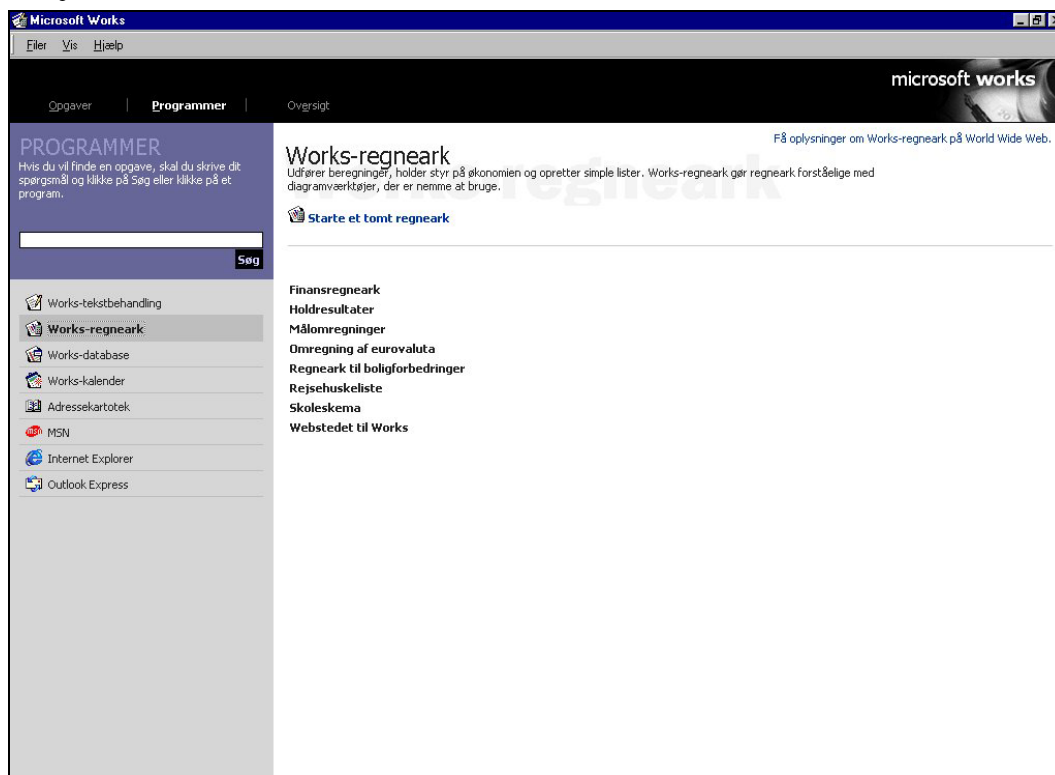 Microsoft Works
Filer Vis Hjælp
microsoft works
Opgaver | Programmer | Oversigt
PROGRAMMER
Hvis du vil finde en opgave, skal du skrive dit
spørgsmål og klikke på Søg eller klikke på et
program.
Søg
Works-tekstbehandling
Works-regneark
Works-database
Works-kalender
Adressekartotek
MSN
Internet Explorer
Outlook Express
Få oplysninger om Works-regneark på World Wide Web.
Works-regneark
Udfører beregninger, holder styr på økonomien og opretter simple lister. Works-regneark gør regneark forståelige med
diagramværktøjer, der er nemme at bruge.
Starte et tomt regneark
Finansregneark
Holdresultater
Målomregninger
Omregning af eurovaluta
Regneark til boligforbedringer
Rejsehuskeliste
Skoleskema
Webstedet til Works